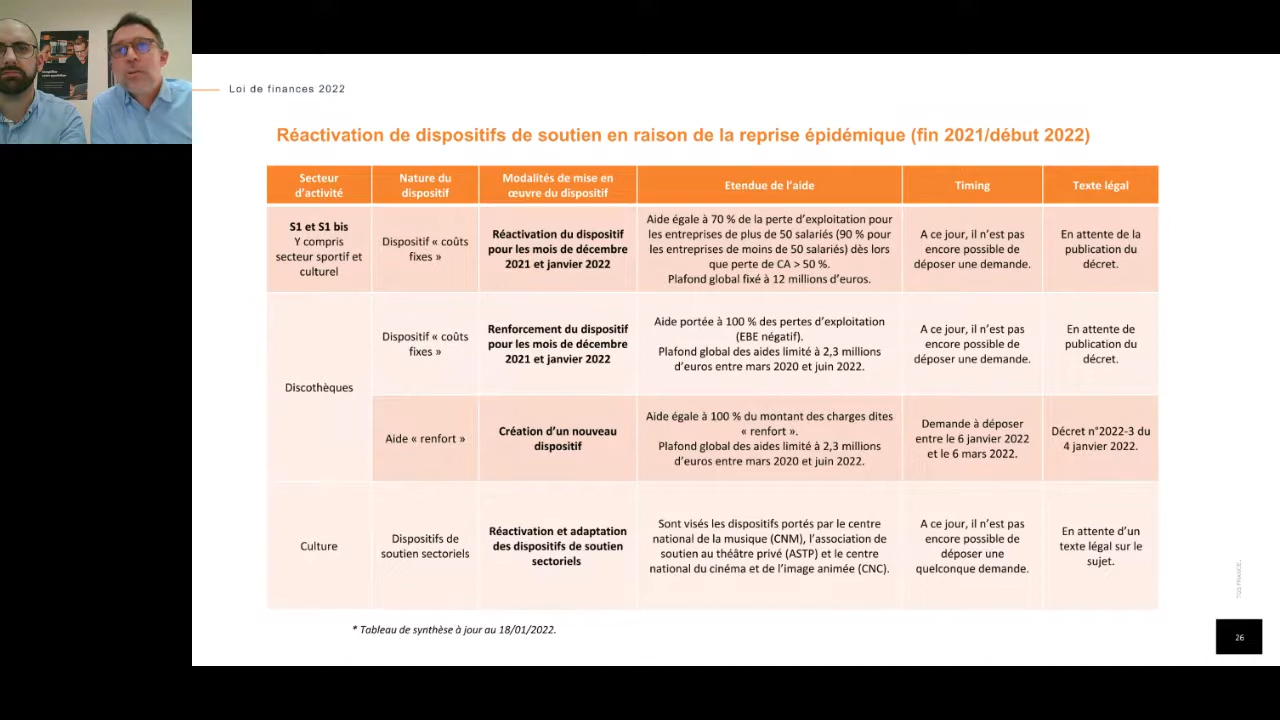 Loi de finances 2022
Réactivation de dispositifs de soutien en raison de la reprise épidémique (fin 2021/début 2022)
Secteur
d'activité
Nature du
dispositif
Modalités de mise en
œuvre du dispositif
Etendue de l'aide
Timing
Texte légal
S1 et S1 bis
Y compris
secteur sportif et
culturel
Dispositif « coûts
fixes »
Réactivation du dispositif
pour les mois de décembre
2021 et janvier 2022
Aide égale à 70 % de la perte d'exploitation pour
les entreprises de plus de 50 salariés (90 % pour
les entreprises de moins de 50 salariés) dès lors
que perte de CA > 50 %.
Plafond global fixé à 12 millions d'euros.
A ce jour, il n'est pas
encore possible de
déposer une demande.
En attente de la
publication du
décret.
Discothèques
Dispositif « coûts
fixes »
Renforcement du dispositif
pour les mois de décembre
2021 et janvier 2022
Aide portée à 100 % des pertes d'exploitation
(EBE négatif).
Plafond global des aides limité à 2,3 millions
d'euros entre mars 2020 et juin 2022.
A ce jour, il n'est pas
encore possible de
déposer une demande.
En attente de
publication du
décret.
Aide « renfort »
Création d'un nouveau
dispositif
Aide égale à 100 % du montant des charges dites
« renfort ».
Plafond global des aides limité à 2,3 millions
d'euros entre mars 2020 et juin 2022.
Demande à déposer
entre le 6 janvier 2022
et le 6 mars 2022.
Décret n°2022-3 du
4 janvier 2022.
Culture
Dispositifs de
soutien sectoriels
Réactivation et adaptation
des dispositifs de soutien
sectoriels
Sont visés les dispositifs portés par le centre
national de la musique (CNM), l'association de
soutien au théâtre privé (ASTP) et le centre
national du cinéma et de l'image animée (CNC).
A ce jour, il n'est pas
encore possible de
déposer une
quelconque demande.
En attente d'un
texte légal sur le
sujet.
* Tableau de synthèse à jour au 18/01/2022.
TGS FRANCE.
26